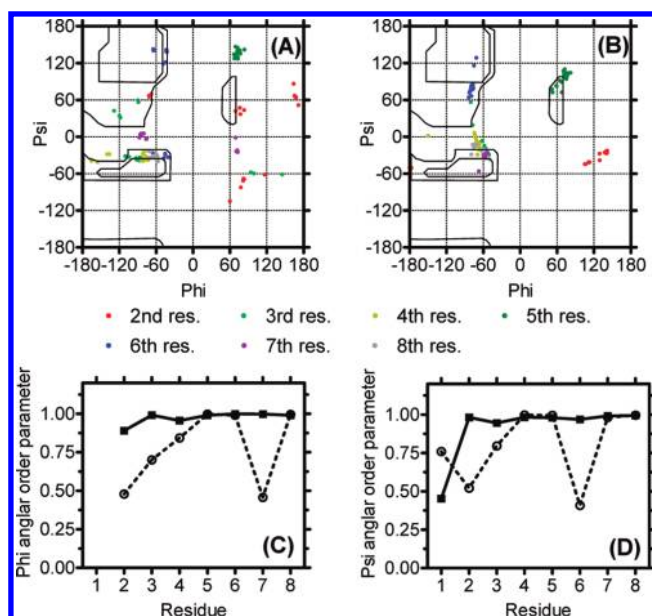 (A)
Psi
180
120
60
0
-60
-120
-180
-180 -120 -60 0 60 120 180
Phi
(B)
Psi
180
120
60
0
-60
-120
-180
-180 -120 -60 0 60 120 180
Phi
2nd res. 3rd res. 4th res. 5th res.
6th res. 7th res. 8th res.
Phi anglar order parameter
1.00
0.75
0.50
0.25
0.00
(C)
1 2 3 4 5 6 7 8
Residue
Psi anglar order parameter
1.00
0.75
0.50
0.25
0.00
(D)
1 2 3 4 5 6 7 8
Residue